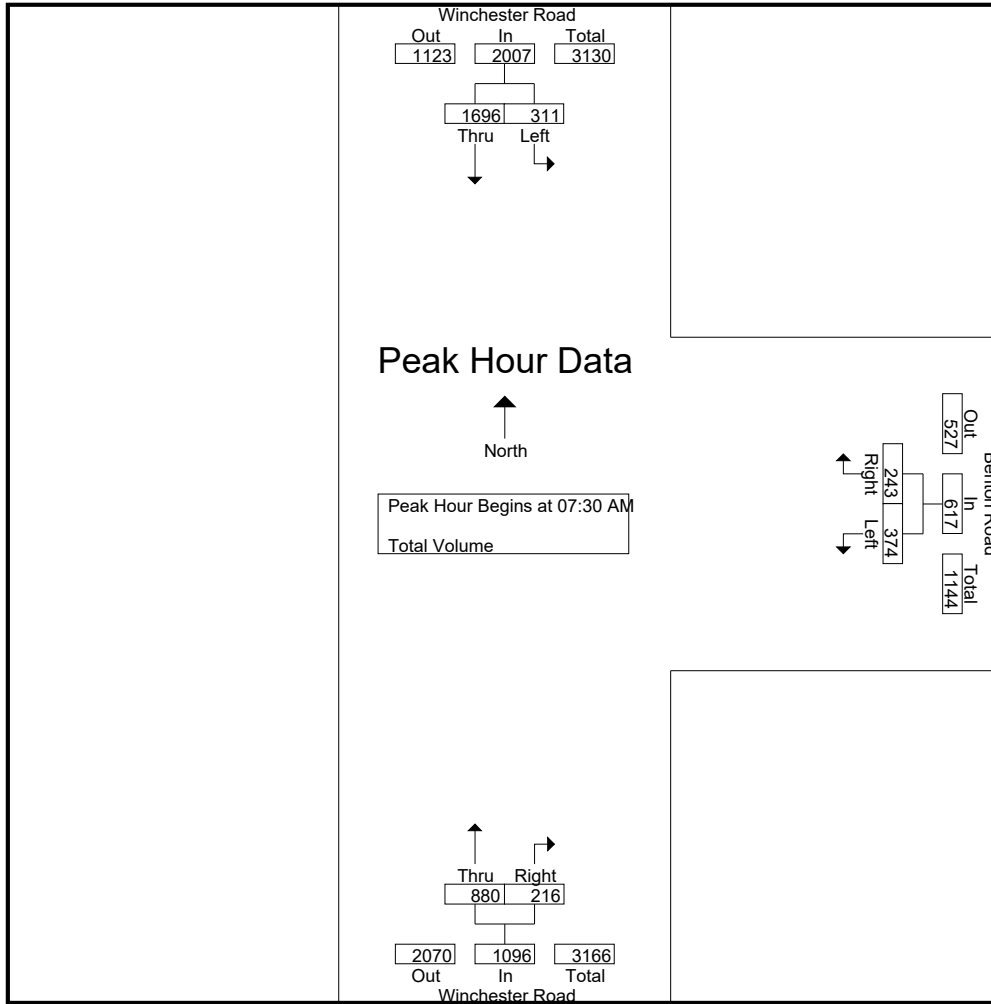 Winchester Road
Out In Total
1123 2007 3130
1696 311
Thru Left
Peak Hour Data
North
Peak Hour Begins at 07:30 AM
Total Volume
Benton Road
Out In Total
527 617 1144
243 374
Right Left
Thru Right
880 216
2070 1096 3166
Out In Total
Winchester Road